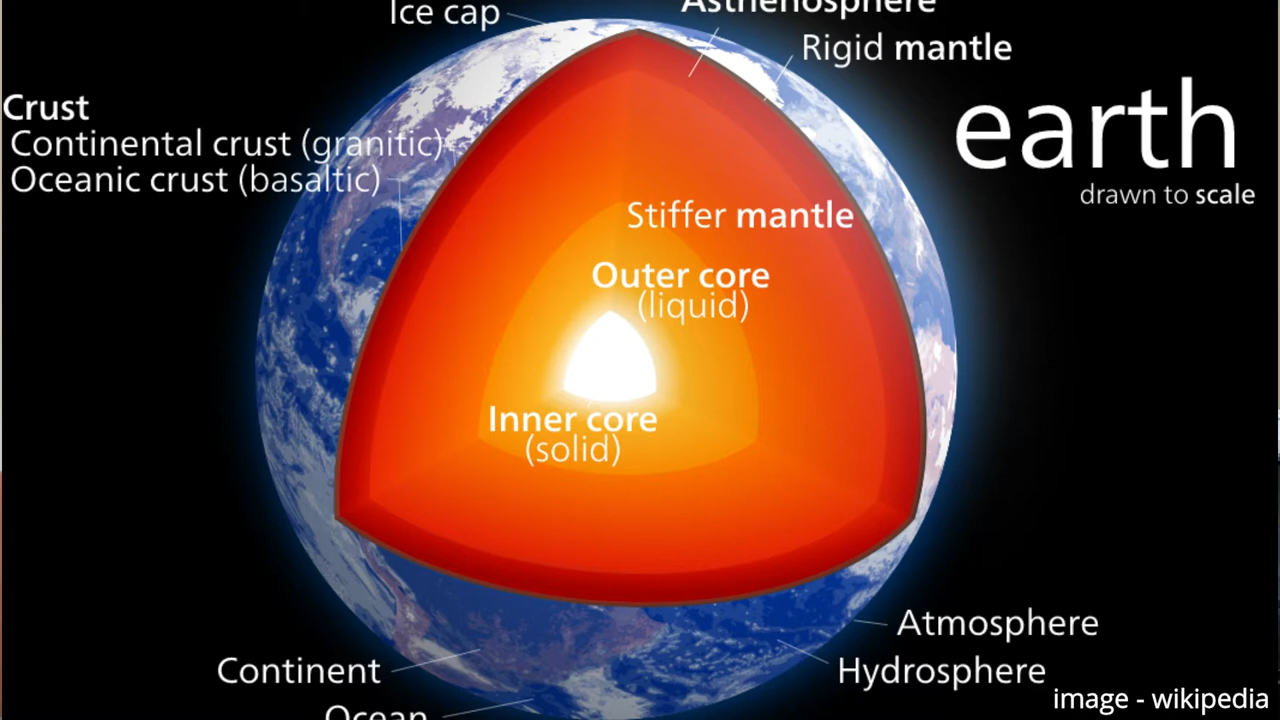 Ice cap
Asthenosphere
Rigid mantle
Crust
Continental crust (granitic)
Oceanic crust (basaltic)
earth
drawn to scale
Stiffer mantle
Outer core
(liquid)
Inner core
(solid)
Atmosphere
Continent
Hydrosphere
Ocean
image - wikipedia